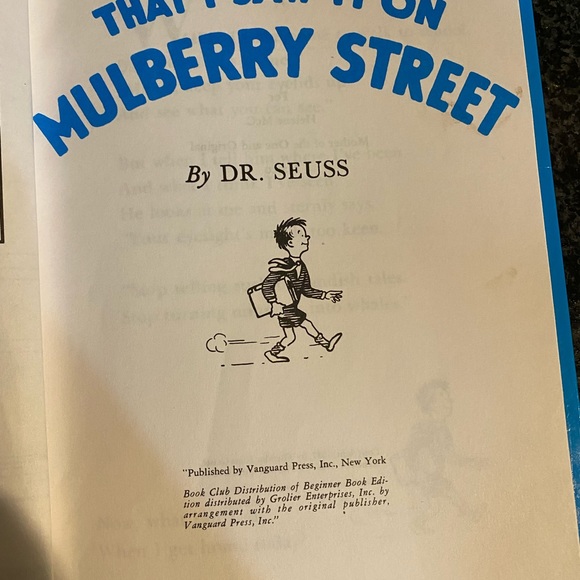 THAT I SAW IT ON
MULBERRY STREET
By DR. SEUSS
"Published by Vanguard Press, Inc., New York
Book Club Distribution of Beginner Book Edi-
tion distributed by Grolier Enterprises, Inc. by
arrangement with the original publisher,
Vanguard Press, Inc."